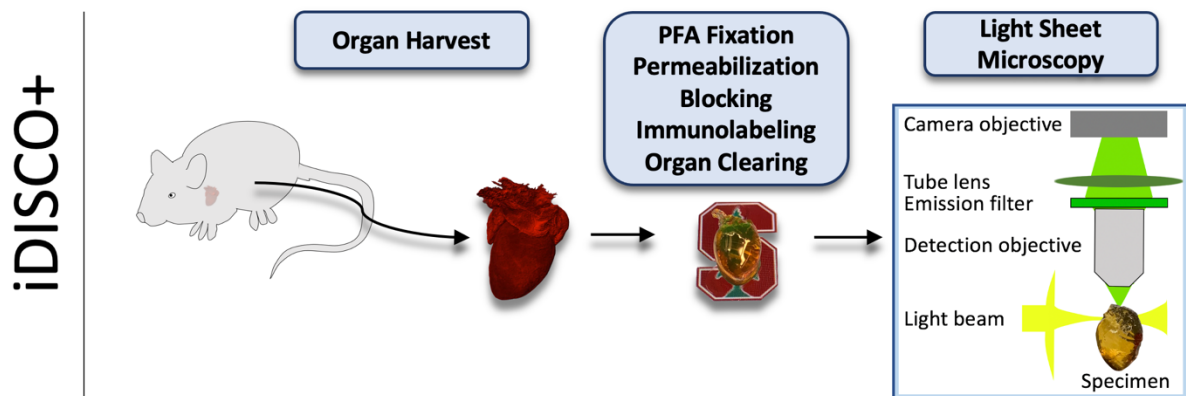 iDISCO+
Organ Harvest
PFA Fixation
Permeabilization
Blocking
Immunolabeling
Organ Clearing
Light Sheet
Microscopy
Camera objective
Tube lens
Emission filter
Detection objective
Light beam
Specimen
S